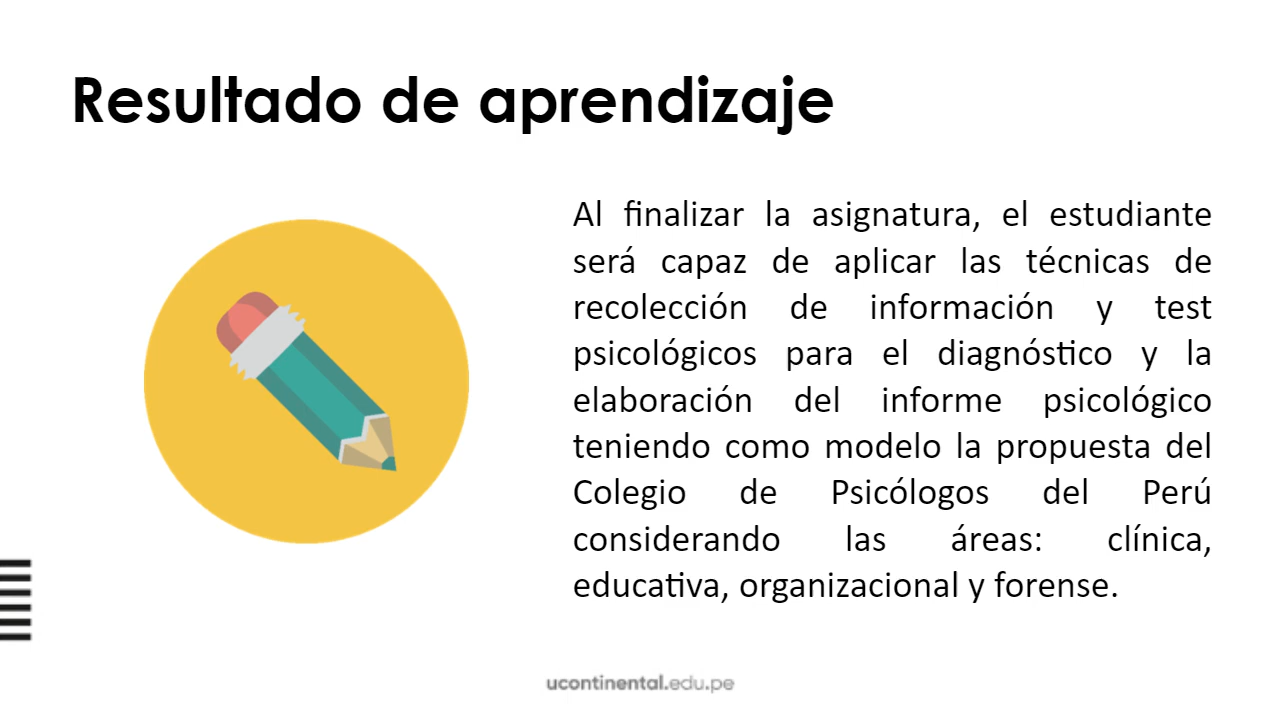 Resultado de aprendizaje
Al finalizar la asignatura, el estudiante
será capaz de aplicar las técnicas de
recolección de información y test
psicológicos para el diagnóstico y la
elaboración del informe psicológico
teniendo como modelo la propuesta del
Colegio de Psicólogos del Perú
considerando las áreas: clínica,
educativa, organizacional y forense.
ucontinental.edu.pe